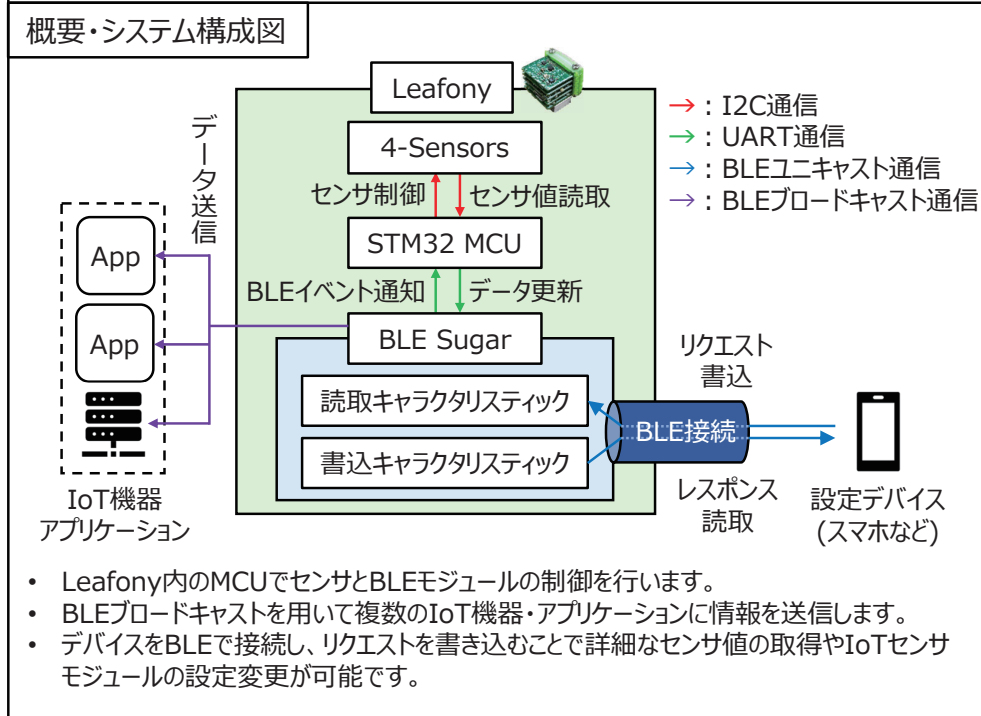 概要・システム構成図
Leafony
→：I2C通信
→：UART通信
→：BLEユニキャスト通信
→：BLEブロードキャスト通信
データ送信
4-Sensors
センサ制御
センサ値読取
STM32 MCU
BLEイベント通知
データ更新
BLE Sugar
App
App
読取キャラクタリスティック
書込キャラクタリスティック
リクエスト
書込
BLE接続
レスポンス
読取
IoT機器
アプリケーション
設定デバイス
(スマホなど)
• Leafony内のMCUでセンサとBLEモジュールの制御を行います。
• BLEブロードキャストを用いて複数のIoT機器・アプリケーションに情報を送信します。
• デバイスをBLEで接続し、リクエストを書き込むことで詳細なセンサ値の取得やIoTセンサ
モジュールの設定変更が可能です。